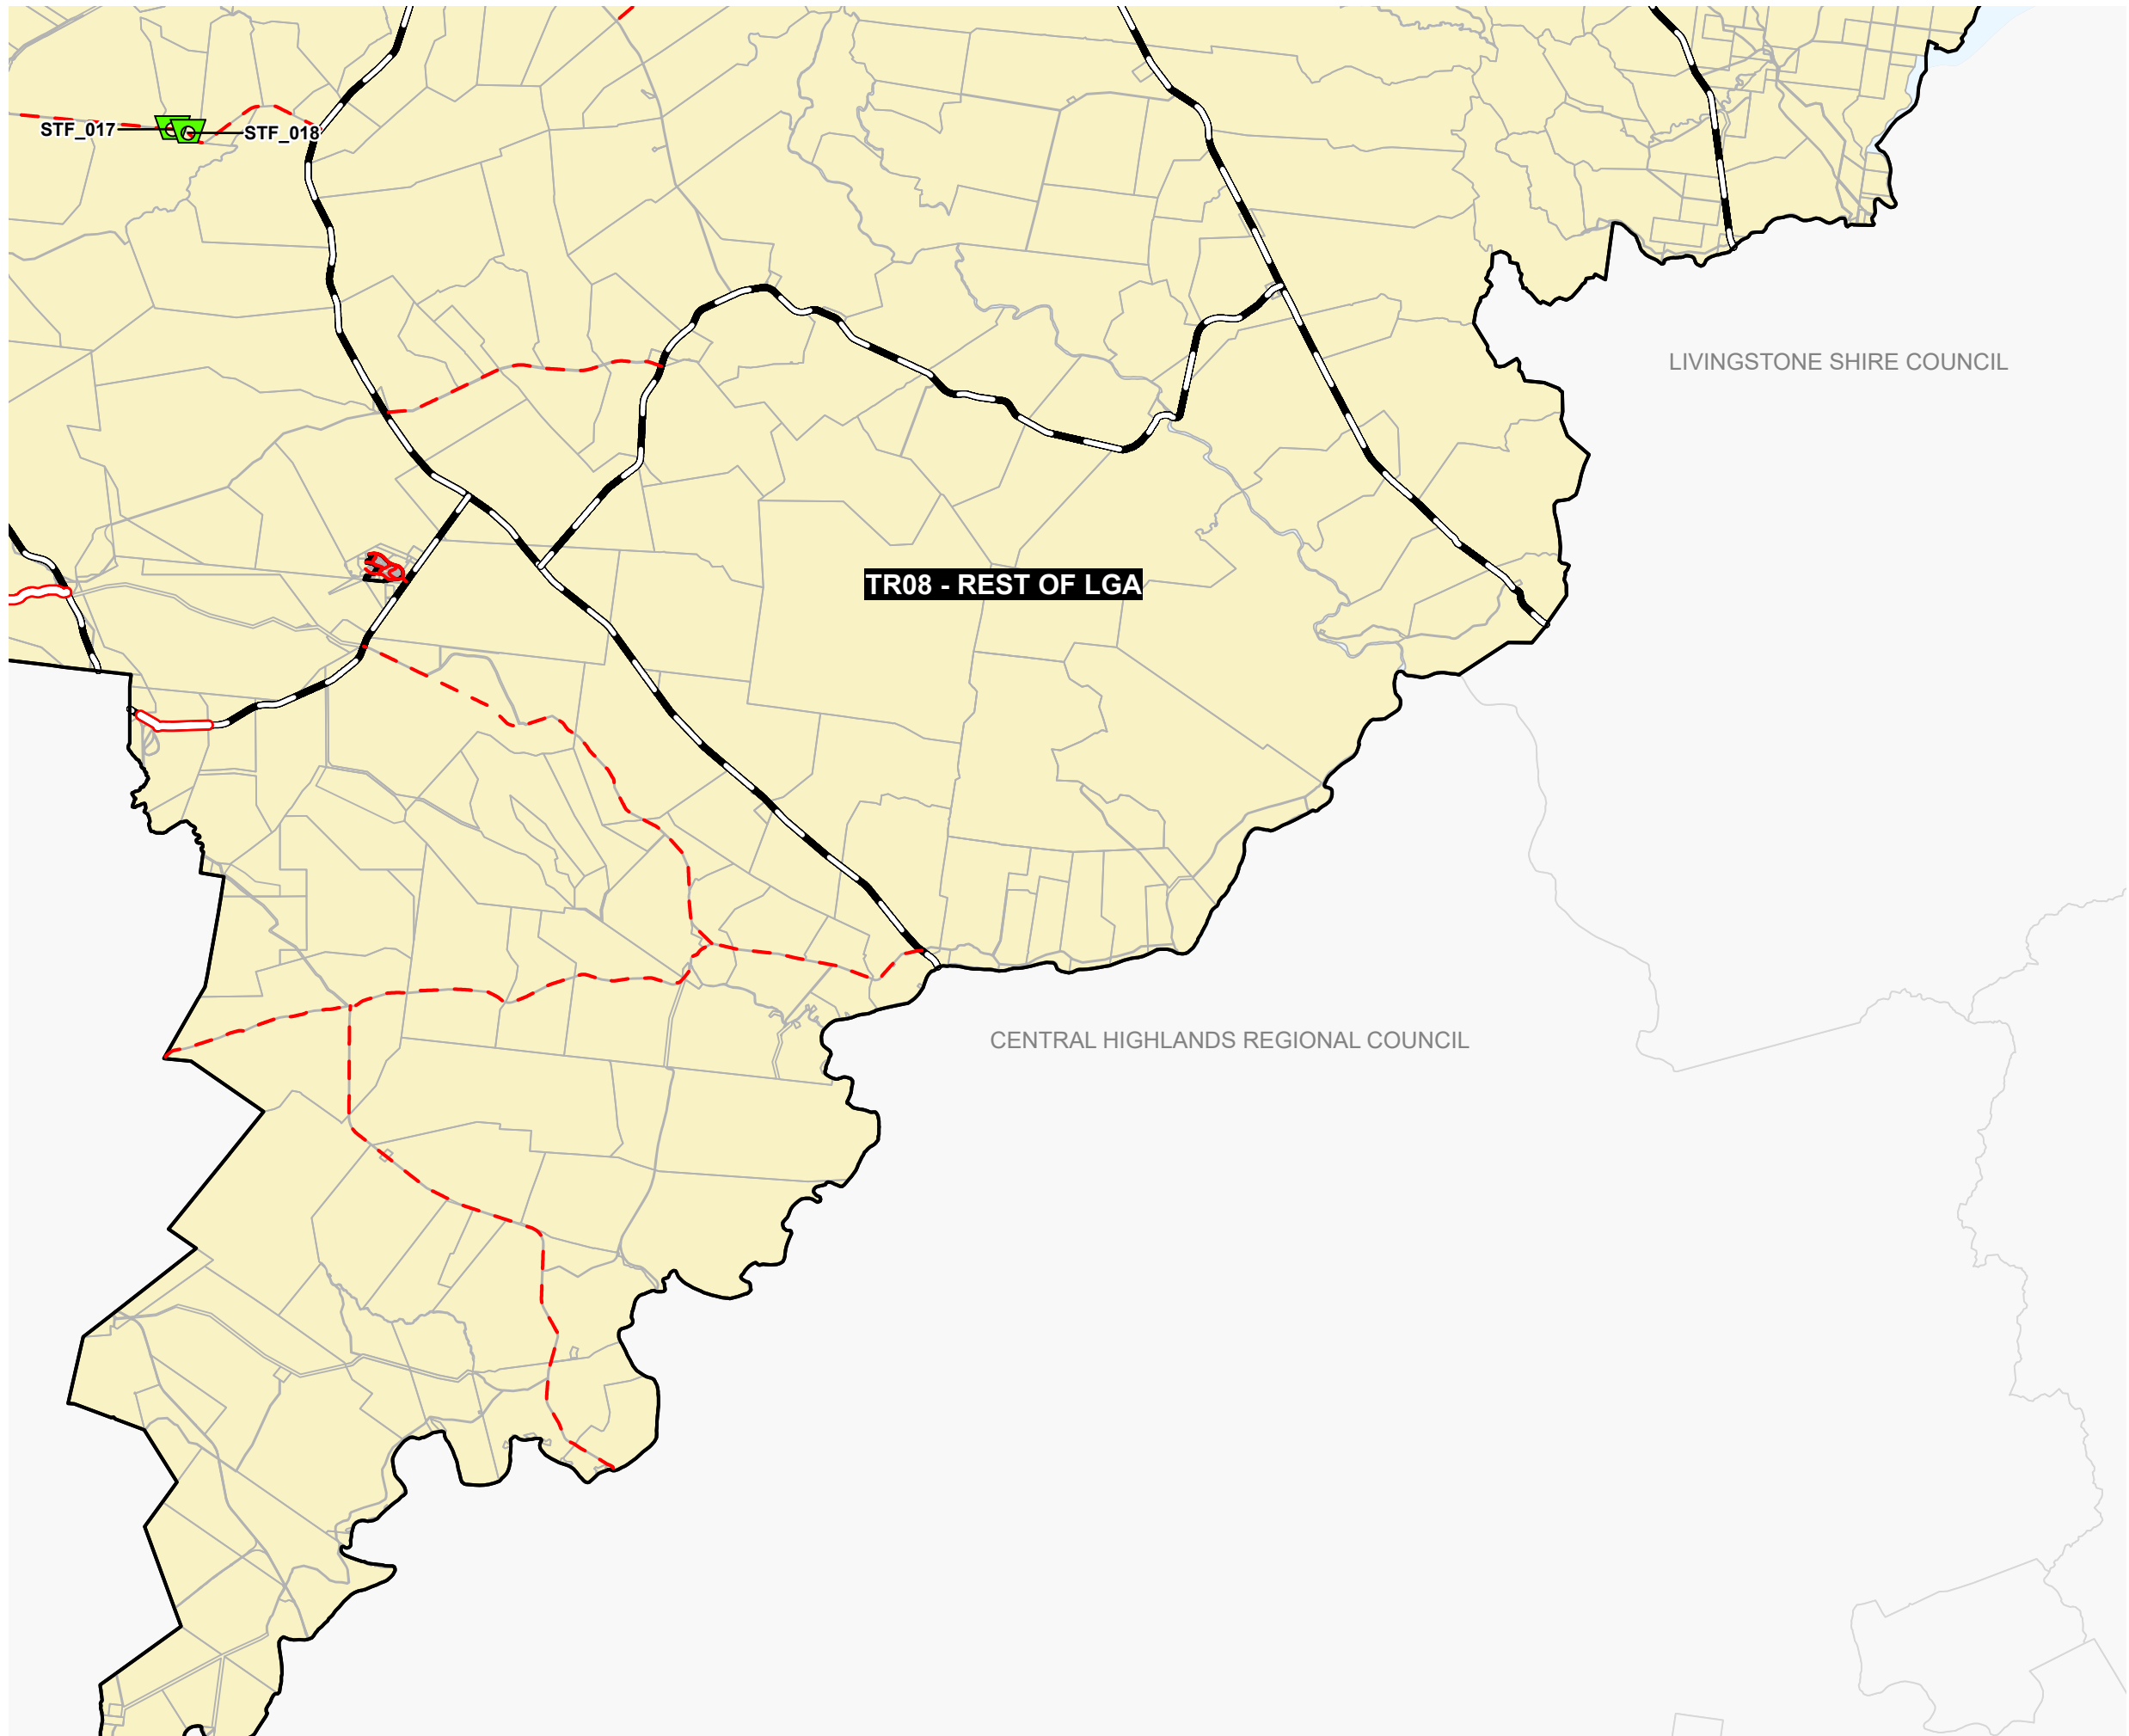 STF_017
STF_018
LIVINGSTONE SHIRE COUNCIL
TR08 - REST OF LGA
CENTRAL HIGHLANDS REGIONAL COUNCIL